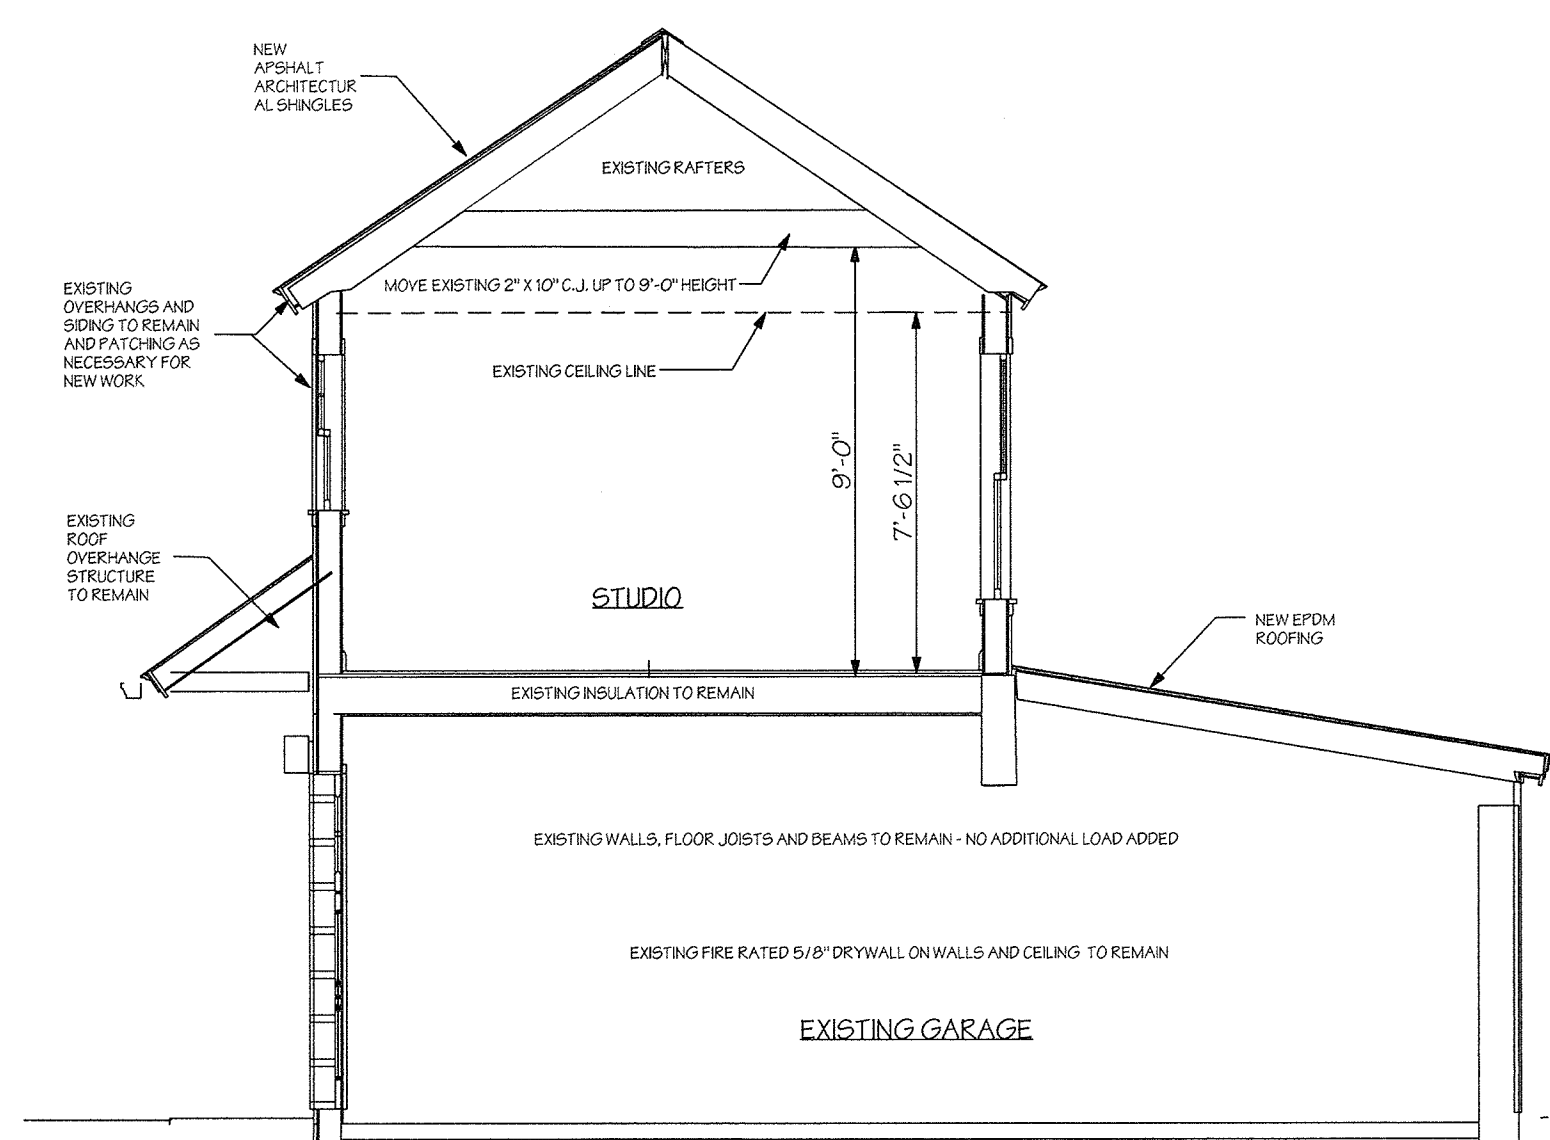 NEW
APSHALT
ARCHITECTUR
AL SHINGLES
EXISTING RAFTERS
MOVE EXISTING 2" X 10" C.J. UP TO 9'-0" HEIGHT
EXISTING
OVERHANGS AND
SIDING TO REMAIN
AND PATCHING AS
NECESSARY FOR
NEW WORK
EXISTING CEILING LINE
9'-0"
7'-6 1/2"
EXISTING
ROOF
OVERHANGE
STRUCTURE
TO REMAIN
STUDIO
NEW EPDM
ROOFING
EXISTING INSULATION TO REMAIN
EXISTING WALLS, FLOOR JOISTS AND BEAMS TO REMAIN - NO ADDITIONAL LOAD ADDED
EXISTING FIRE RATED 5/8" DRYWALL ON WALLS AND CEILING TO REMAIN
EXISTING GARAGE